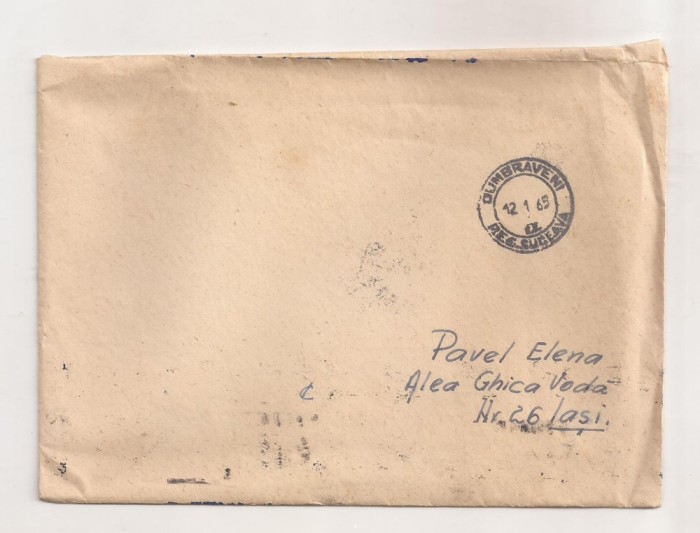 DUMBRAVENI
12 1 65
REG. SUCEAVA
Pavel Elena
Alea Ghica Vodă
Nr. 26 Iaşi.